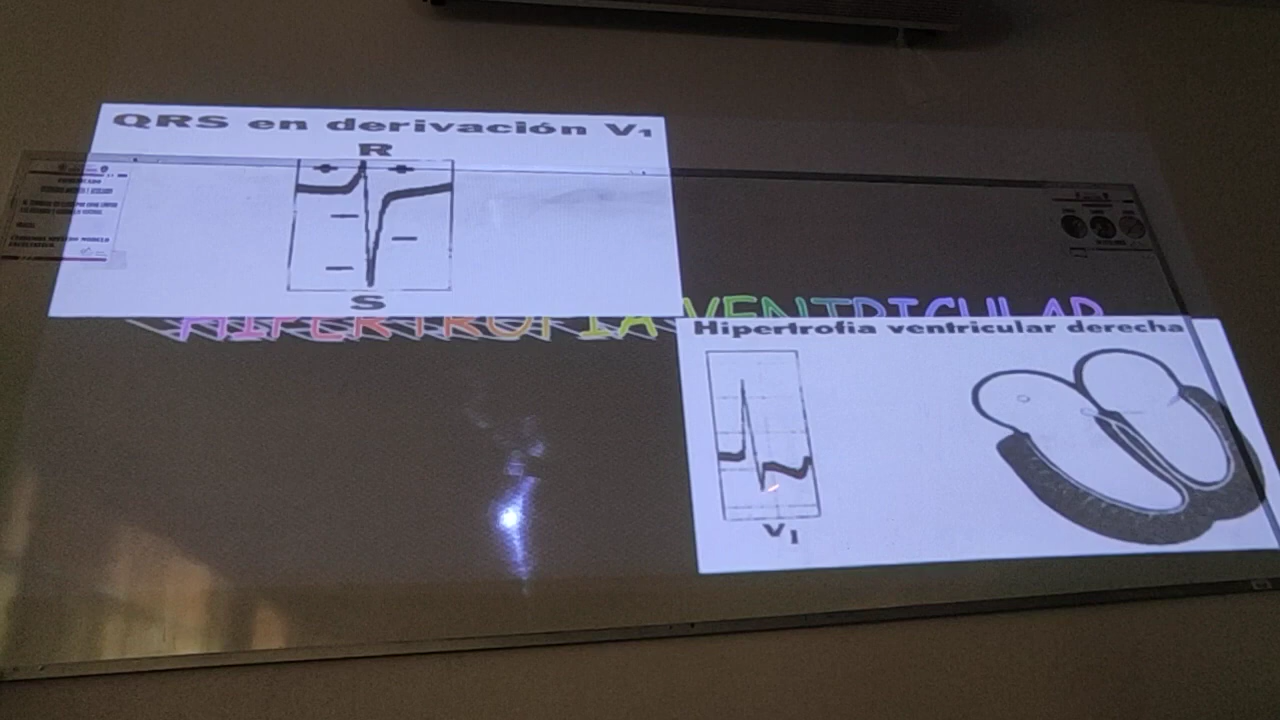 QRS en derivación V1
R
+ +
-
-
-
S
HIPERTROFIA VENTRICULAR
Hipertrofia ventricular derecha
V1